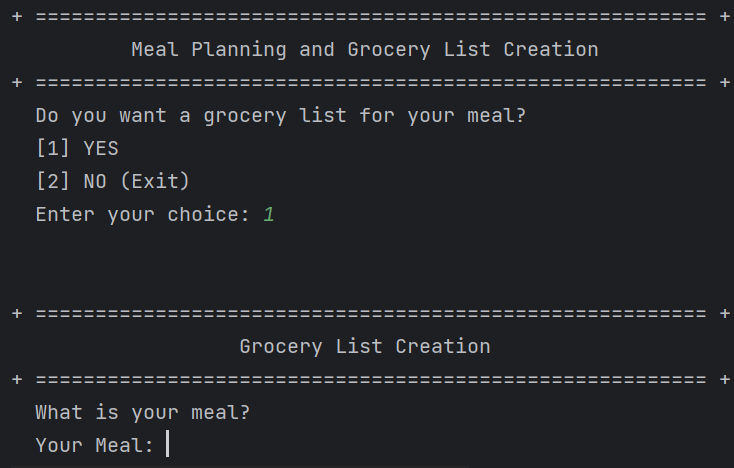 + ======================================================== +
Meal Planning and Grocery List Creation
+ ======================================================== +
Do you want a grocery list for your meal?
[1] YES
[2] NO (Exit)
Enter your choice: 1
+ ======================================================== +
Grocery List Creation
+ ======================================================== +
What is your meal?
Your Meal: